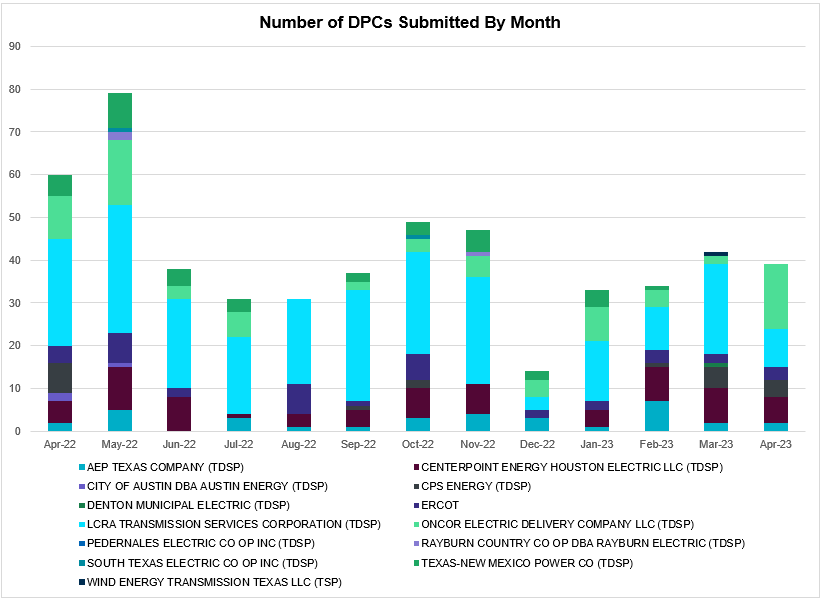 Number of DPCs Submitted By Month
90
80
70
60
50
40
30
20
10
0
Apr-22 May-22 Jun-22 Jul-22 Aug-22 Sep-22 Oct-22 Nov-22 Dec-22 Jan-23 Feb-23 Mar-23 Apr-23
AEP TEXAS COMPANY (TDSP) CENTERPOINT ENERGY HOUSTON ELECTRIC LLC (TDSP)
CITY OF AUSTIN DBA AUSTIN ENERGY (TDSP) CPS ENERGY (TDSP)
DENTON MUNICIPAL ELECTRIC (TDSP) ERCOT
LCRA TRANSMISSION SERVICES CORPORATION (TDSP) ONCOR ELECTRIC DELIVERY COMPANY LLC (TDSP)
PEDERNALES ELECTRIC CO OP INC (TDSP) RAYBURN COUNTRY CO OP DBA RAYBURN ELECTRIC (TDSP)
SOUTH TEXAS ELECTRIC CO OP INC (TDSP) TEXAS-NEW MEXICO POWER CO (TDSP)
WIND ENERGY TRANSMISSION TEXAS LLC (TSP)